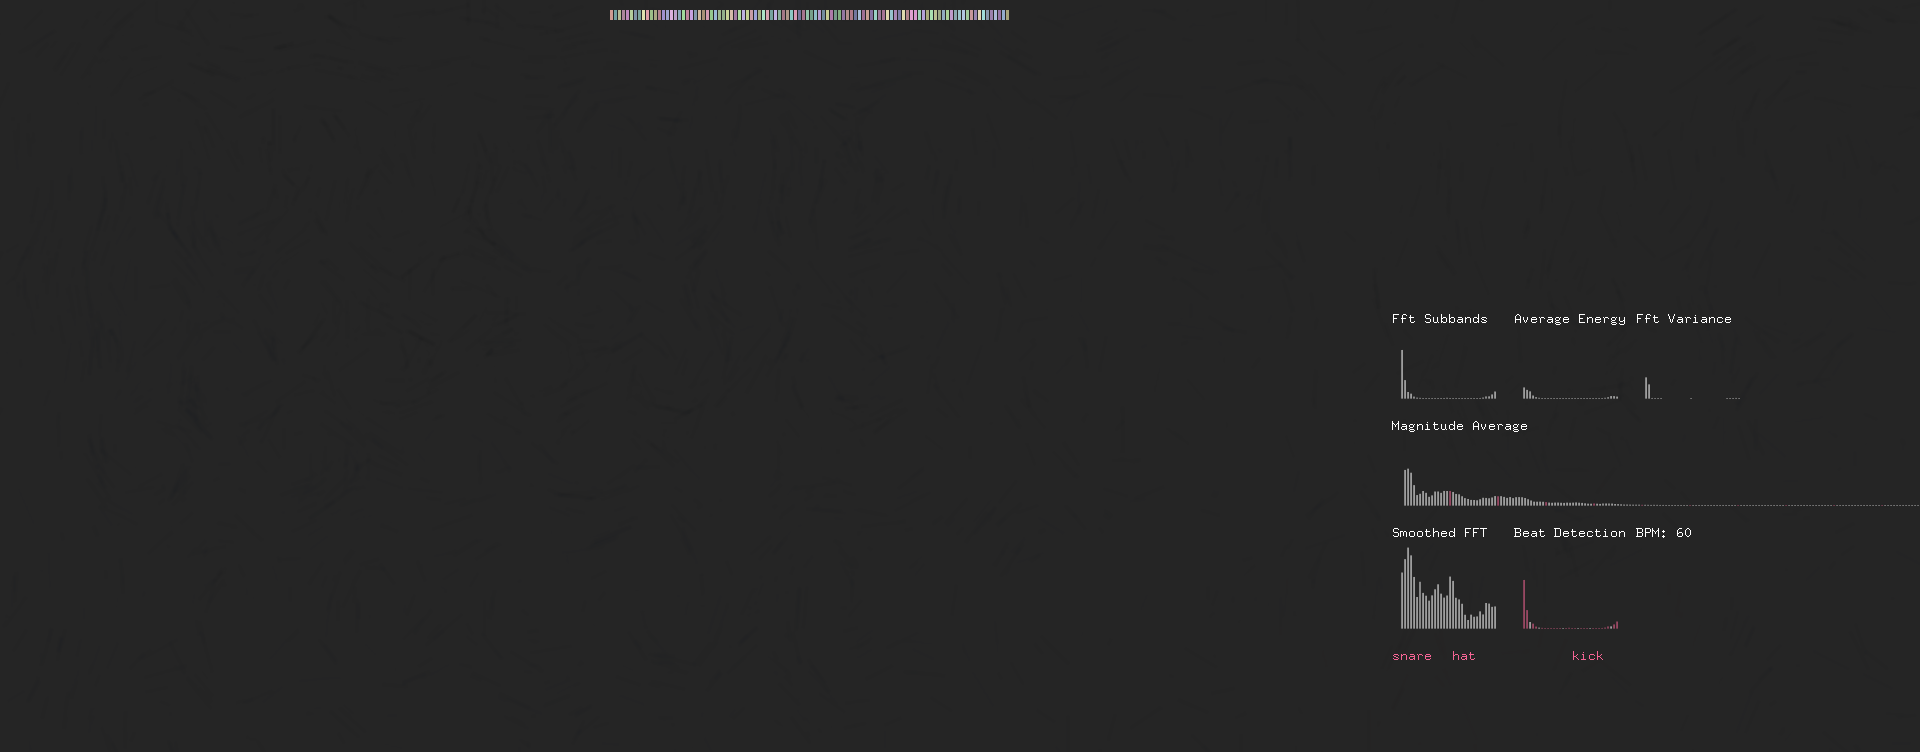 Fft Subbands Average Energy Fft Variance
Magnitude Average
Smoothed FFT Beat Detection BPM: 60
snare hat kick